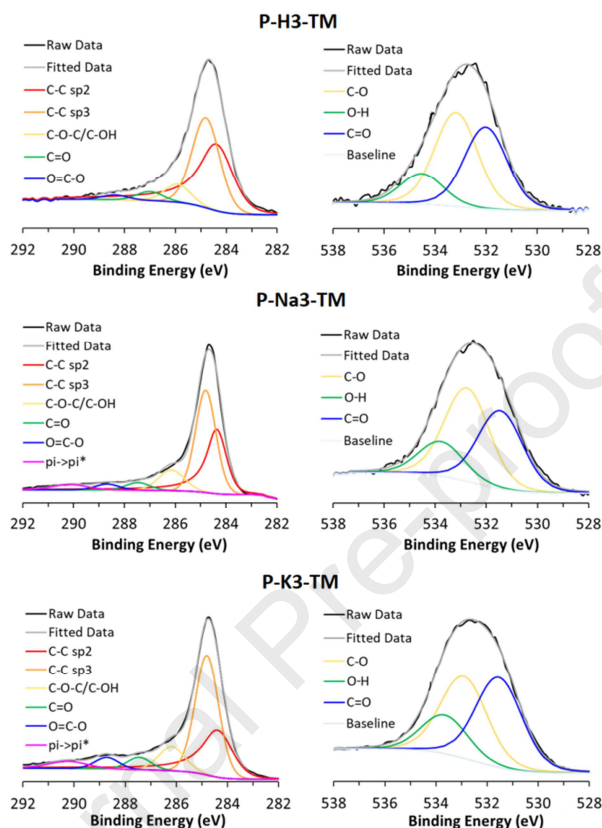 P-H3-TM
Raw Data
Fitted Data
C-C sp2
C-C sp3
C-O-C/C-OH
C=O
O=C-O
292 290 288 286 284 282
Binding Energy (eV)
Raw Data
Fitted Data
C-O
O-H
C=O
Baseline
538 536 534 532 530 528
Binding Energy (eV)
P-Na3-TM
Raw Data
Fitted Data
C-C sp2
C-C sp3
C-O-C/C-OH
C=O
O=C-O
pi->pi*
292 290 288 286 284 282
Binding Energy (eV)
Raw Data
Fitted Data
C-O
O-H
C=O
Baseline
538 536 534 532 530 528
Binding Energy (eV)
P-K3-TM
Raw Data
Fitted Data
C-C sp2
C-C sp3
C-O-C/C-OH
C=O
O=C-O
pi->pi*
292 290 288 286 284 282
Binding Energy (eV)
Raw Data
Fitted Data
C-O
O-H
C=O
Baseline
538 536 534 532 530 528
Binding Energy (eV)
rnal Pre-proof